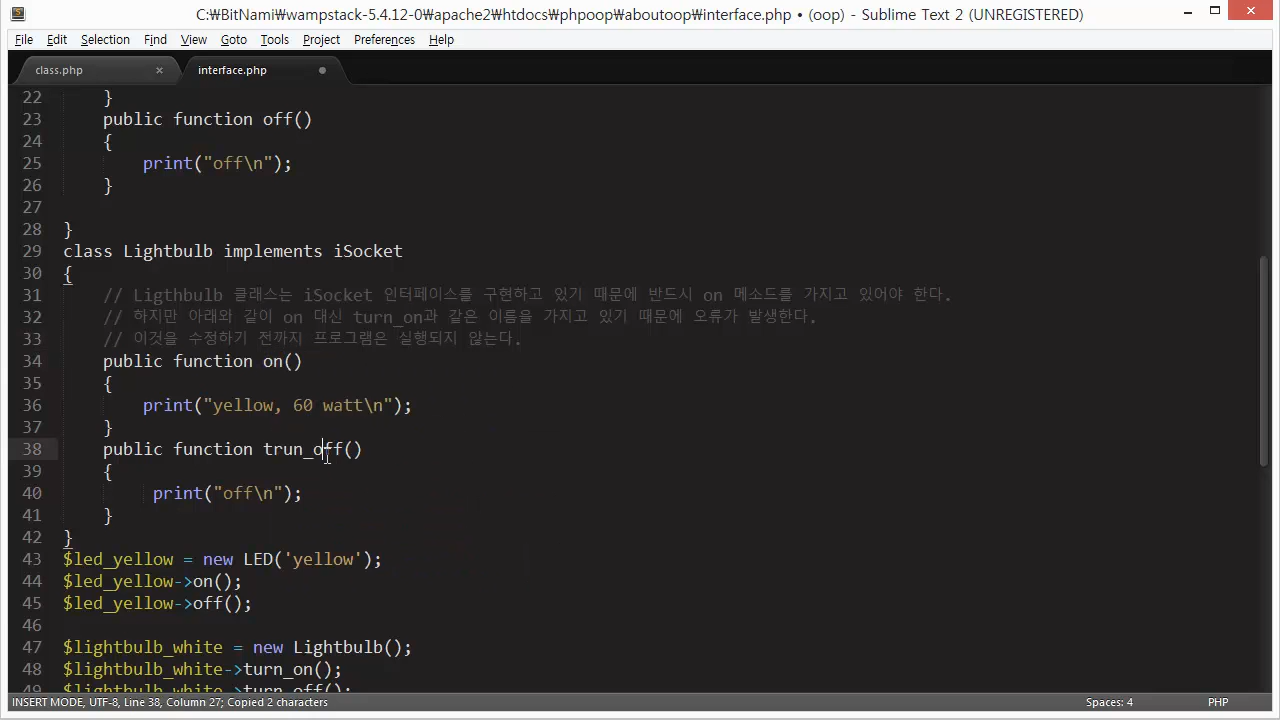 C:₩BitNami₩wampstack-5.4.12-0₩apache2₩htdocs₩phpoop₩aboutoop₩interface.php • (oop) - Sublime Text 2 (UNREGISTERED)
File Edit Selection Find View Goto Tools Project Preferences Help
class.php × interface.php
22 }
23 public function off()
24 {
25 print("off\n");
26 }
27
28 }
29 class Lightbulb implements iSocket
30 {
31 // Ligthbulb 클래스는 iSocket 인터페이스를 구현하고 있기 때문에 반드시 on 메소드를 가지고 있어야 한다.
32 // 하지만 아래와 같이 on 대신 turn_on과 같은 이름을 가지고 있기 때문에 오류가 발생한다.
33 // 이것을 수정하기 전까지 프로그램은 실행되지 않는다.
34 public function on()
35 {
36 print("yellow, 60 watt\n");
37 }
38 public function trun_off()
39 {
40 print("off\n");
41 }
42 }
43 $led_yellow = new LED('yellow');
44 $led_yellow->on();
45 $led_yellow->off();
46
47 $lightbulb_white = new Lightbulb();
48 $lightbulb_white->turn_on();
49 $lightbulb_white->turn_off();
INSERT MODE, UTF-8, Line 38, Column 27; Copied 2 characters Spaces: 4 PHP